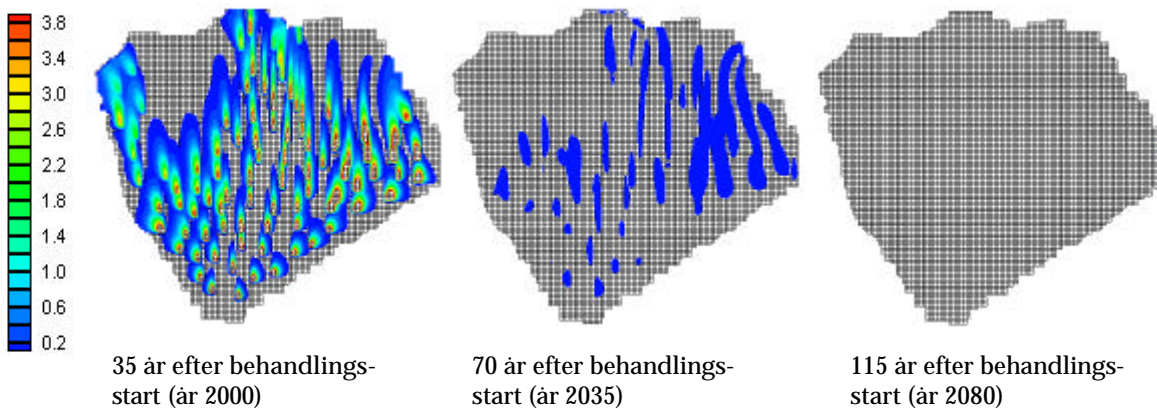 3.8
3.4
3.0
2.6
2.2
1.8
1.4
1.0
0.6
0.2
35 år efter behandlings-
start (år 2000)
70 år efter behandlings-
start (år 2035)
115 år efter behandlings-
start (år 2080)